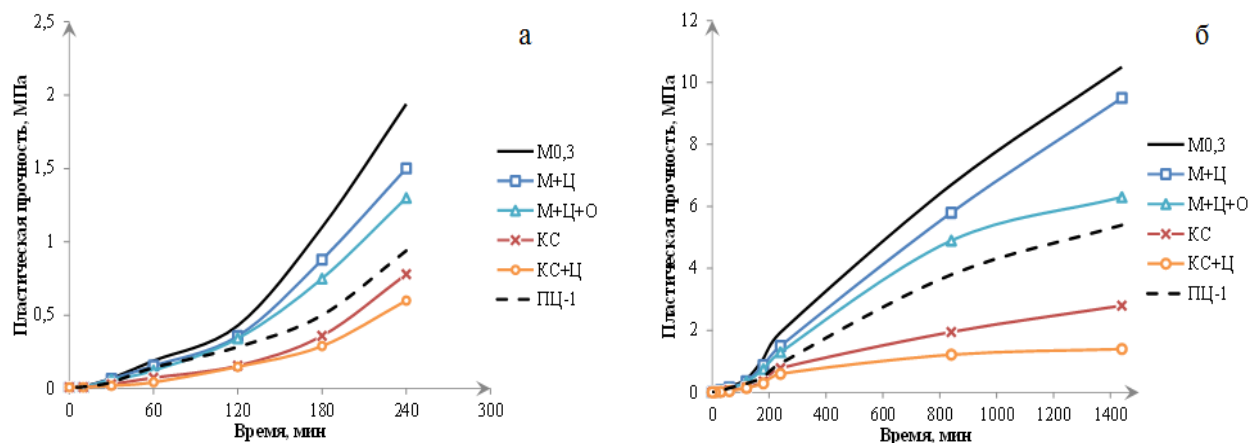 а
2,5
2
1,5
1
0,5
0
0 60 120 180 240 300
Пластическая прочность, МПа
Время, мин
М0,3
М+Ц
М+Ц+О
КС
КС+Ц
ПЦ-1
б
12
10
8
6
4
2
0
0 200 400 600 800 1000 1200 1400
Пластическая прочность, МПа
Время, мин
М0,3
М+Ц
М+Ц+О
КС
КС+Ц
ПЦ-1